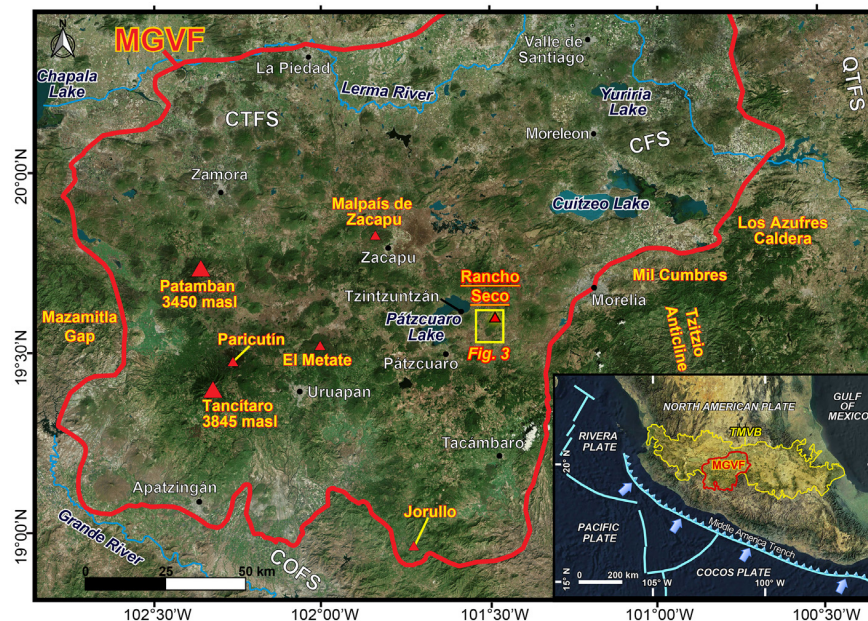 MGVF
Chapala
Lake
La Piedad
Lerma River
Valle de
Santiago
QTFS
Yuriria
Lake
CTFS
Moreleon
CFS
Zamora
Cuitzeo Lake
Malpaís de
Zacapu
Zacapu
Los Azufres
Caldera
Mil Cumbres
Rancho
Seco
Patamban
3450 masl
Tzintzuntzán
Morelia
Mazamitla
Gap
Pátzcuaro
Lake
Tzitzio
Anticline
Paricutín
El Metate
Fig. 3
Patzcuaro
Tancítaro
3845 masl
Uruapan
Tacambaro
Apatzingán
Jorullo
Grande River
COFS
0 25 50 km
20°00'N
19°30'N
19°00'N
102°30'W 102°00'W 101°30'W 101°00'W 100°30'W
NORTH AMERICAN PLATE
GULF
OF
MEXICO
TMVB
RIVERA
PLATE
MGVF
20° N
PACIFIC
PLATE
Middle America Trench
COCOS PLATE
0 200 km
105° W 100° W
15° N